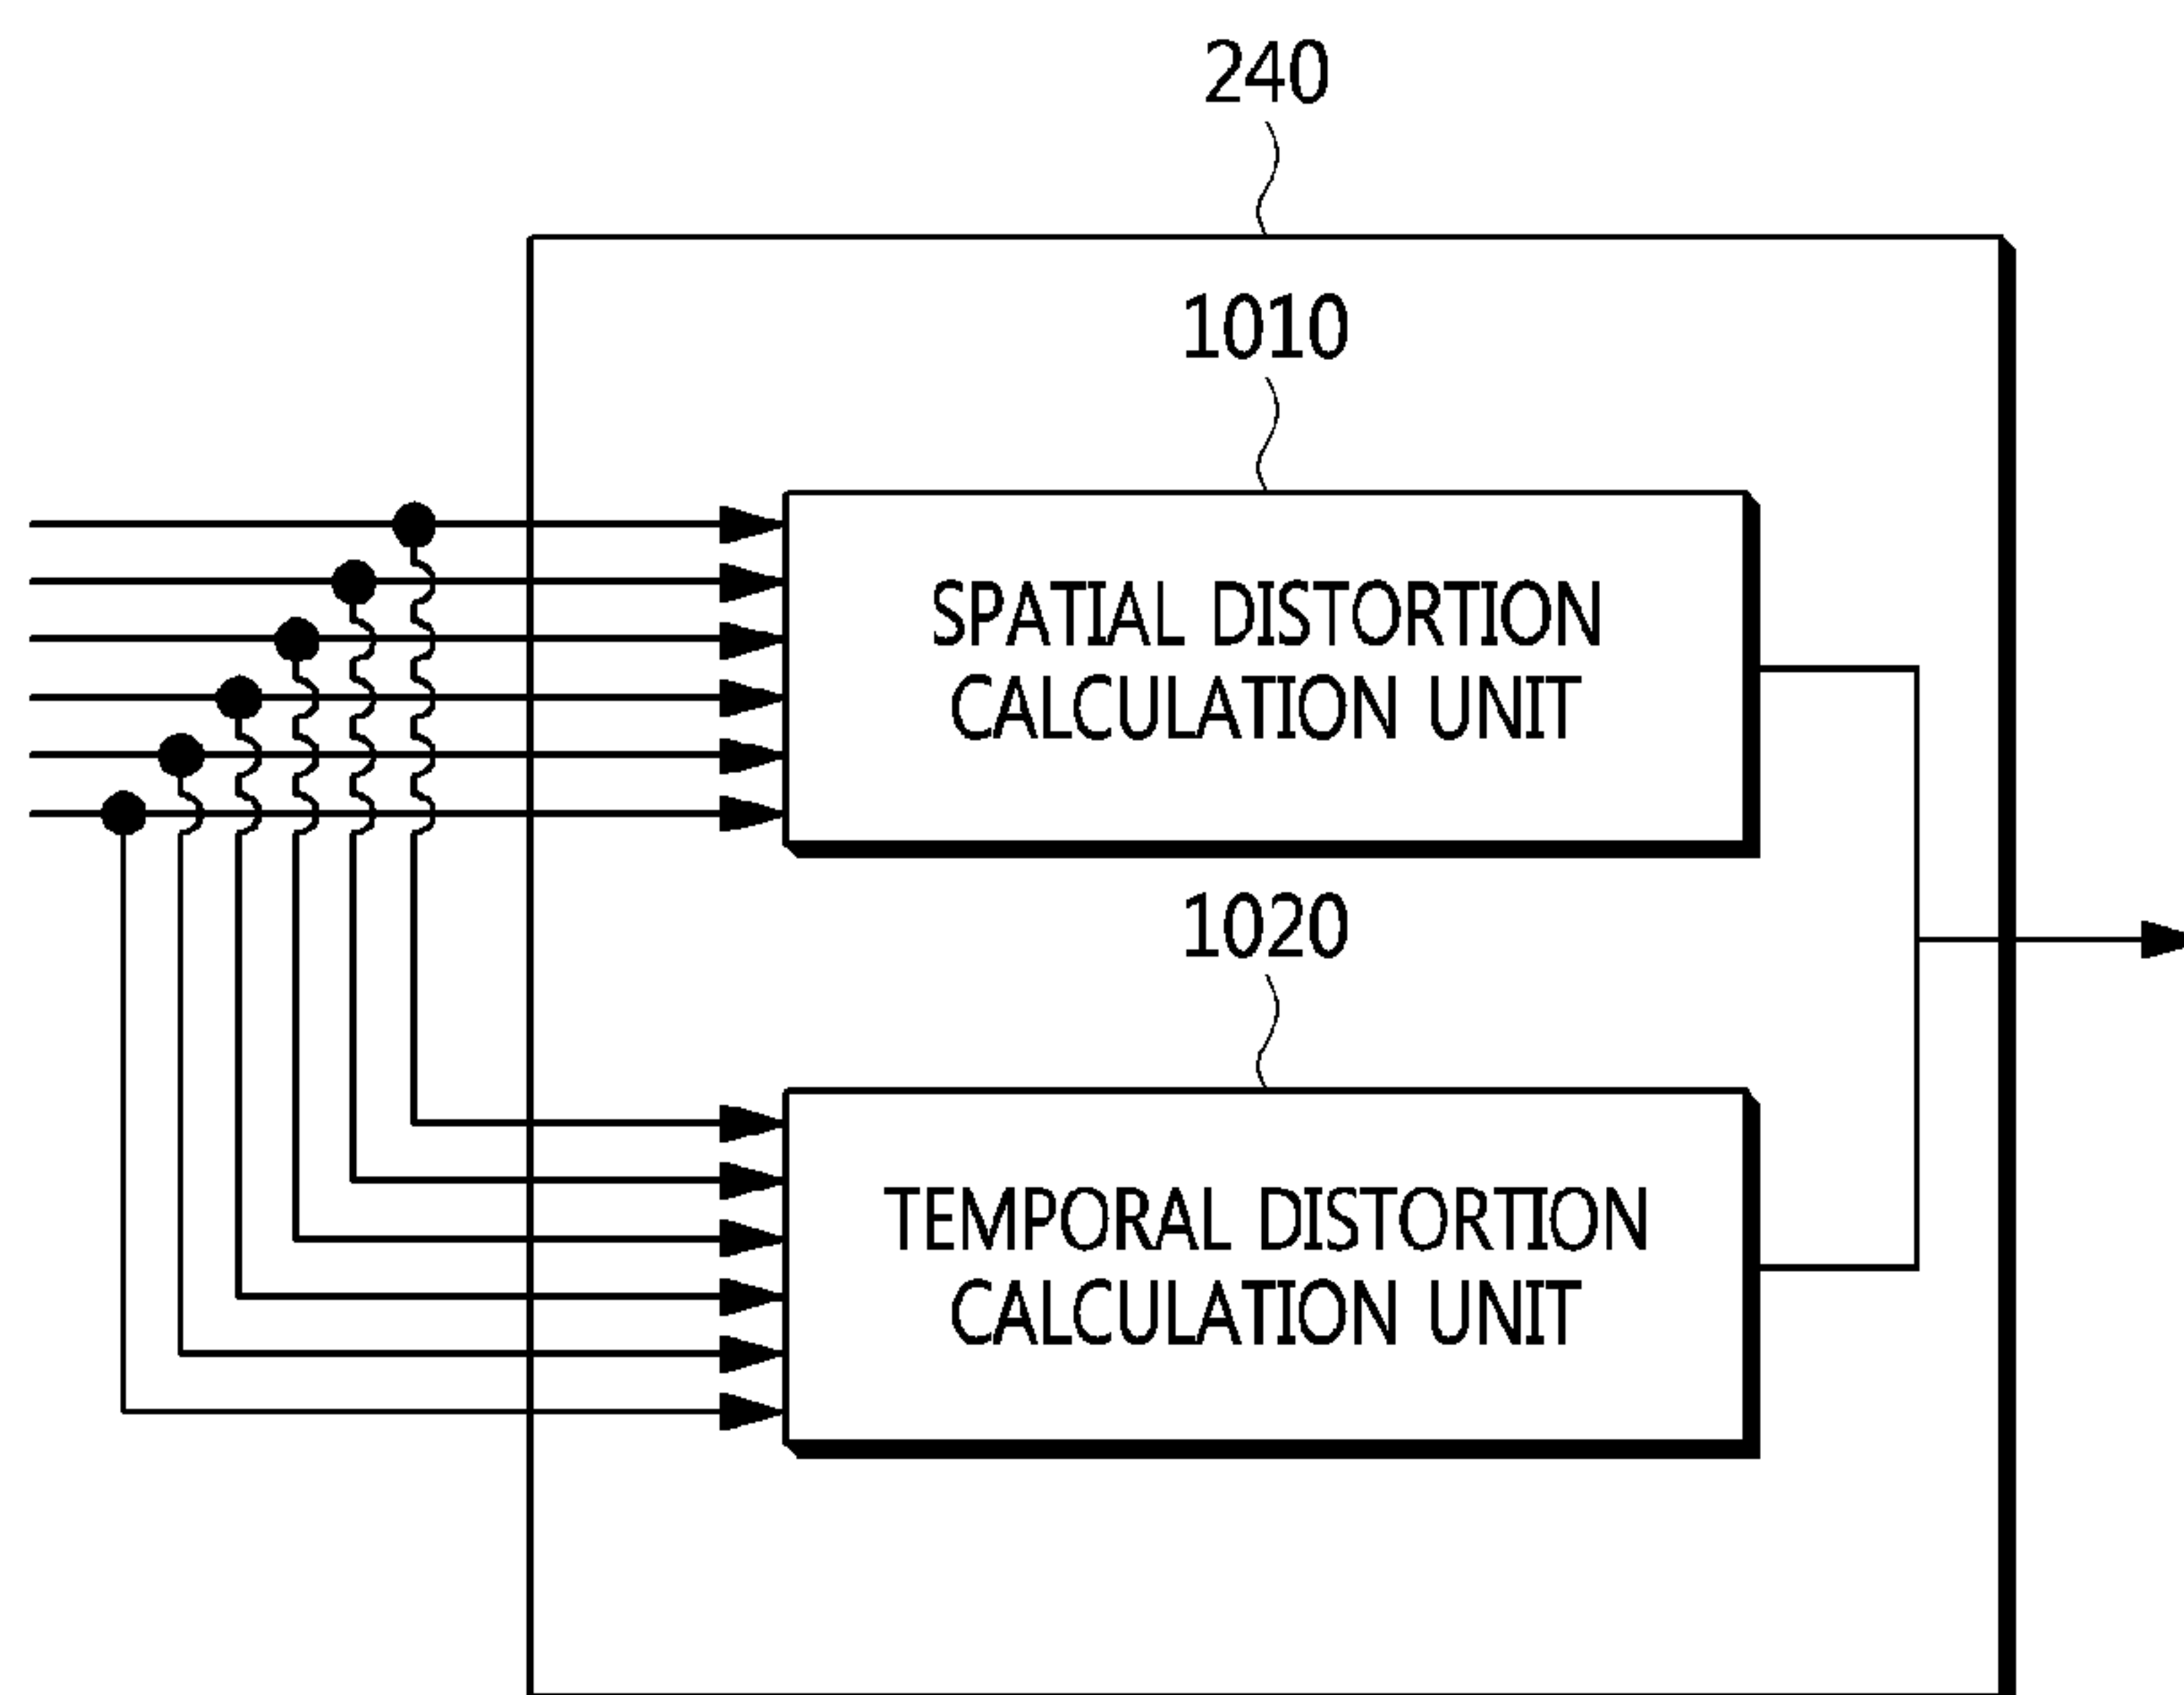 240
1010
SPATIAL DISTORTION
CALCULATION UNIT
1020
TEMPORAL DISTORTION
CALCULATION UNIT